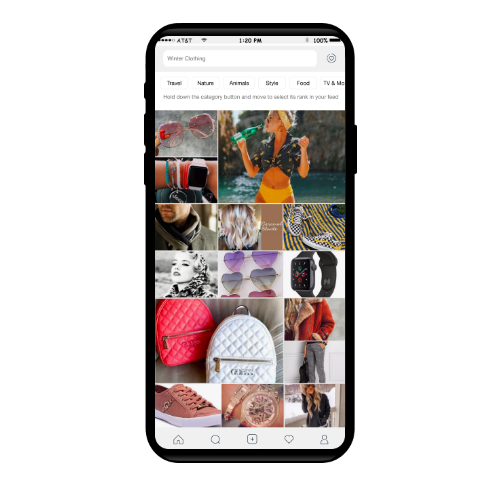 AT&T 1:20 PM 100%
Winter Clothing
Travel Nature Animals Style Food TV & Mo
Hold down the category button and move to select its rank in your feed
GUESS